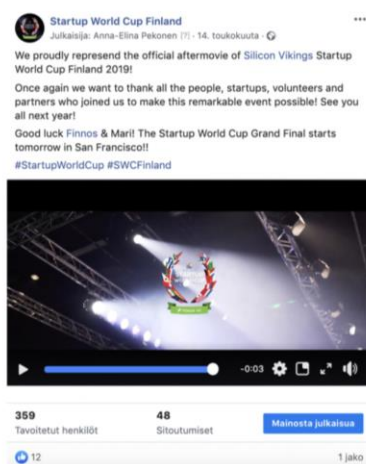 Startup World Cup Finland
Julkaisija: Anna-Elina Pekonen [?] · 14. toukokuuta ·
We proudly represend the official aftermovie of Silicon Vikings Startup
World Cup Finland 2019!
Once again we want to thank all the people, startups, volunteers and
partners who joined us to make this remarkable event possible! See you
all next year!
Good luck Finnos & Mari! The Startup World Cup Grand Final starts
tomorrow in San Francisco!!
#StartupWorldCup #SWCFinland
-0:03
359
Tavoitetut henkilöt
48
Sitoutumiset
Mainosta julkaisua
12
1 jako